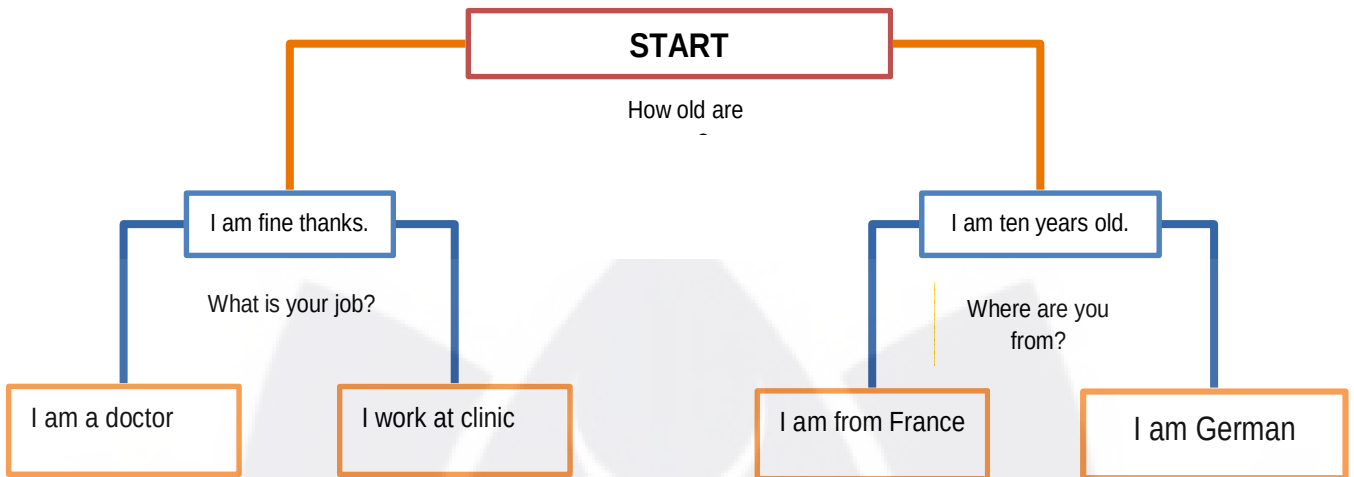 START
How old are
I am fine thanks.
I am ten years old.
What is your job?
Where are you
from?
I am a doctor
I work at clinic
I am from France
I am German